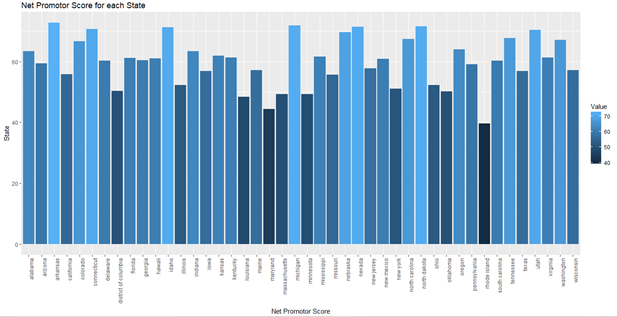 Net Promotor Score for each State
State
60
40
20
0
alabama
arizona
arkansas
california
colorado
connecticut
delaware
district of columbia
florida
georgia
hawaii
idaho
illinois
indiana
iowa
kansas
kentucky
louisiana
maine
maryland
massachusetts
michigan
minnesota
mississippi
missouri
nebraska
nevada
new jersey
new mexico
new york
north carolina
north dakota
ohio
oklahoma
oregon
pennsylvania
rhode island
south carolina
tennessee
texas
utah
virginia
washington
wisconsin
Net Promotor Score
Value
70
60
50
40